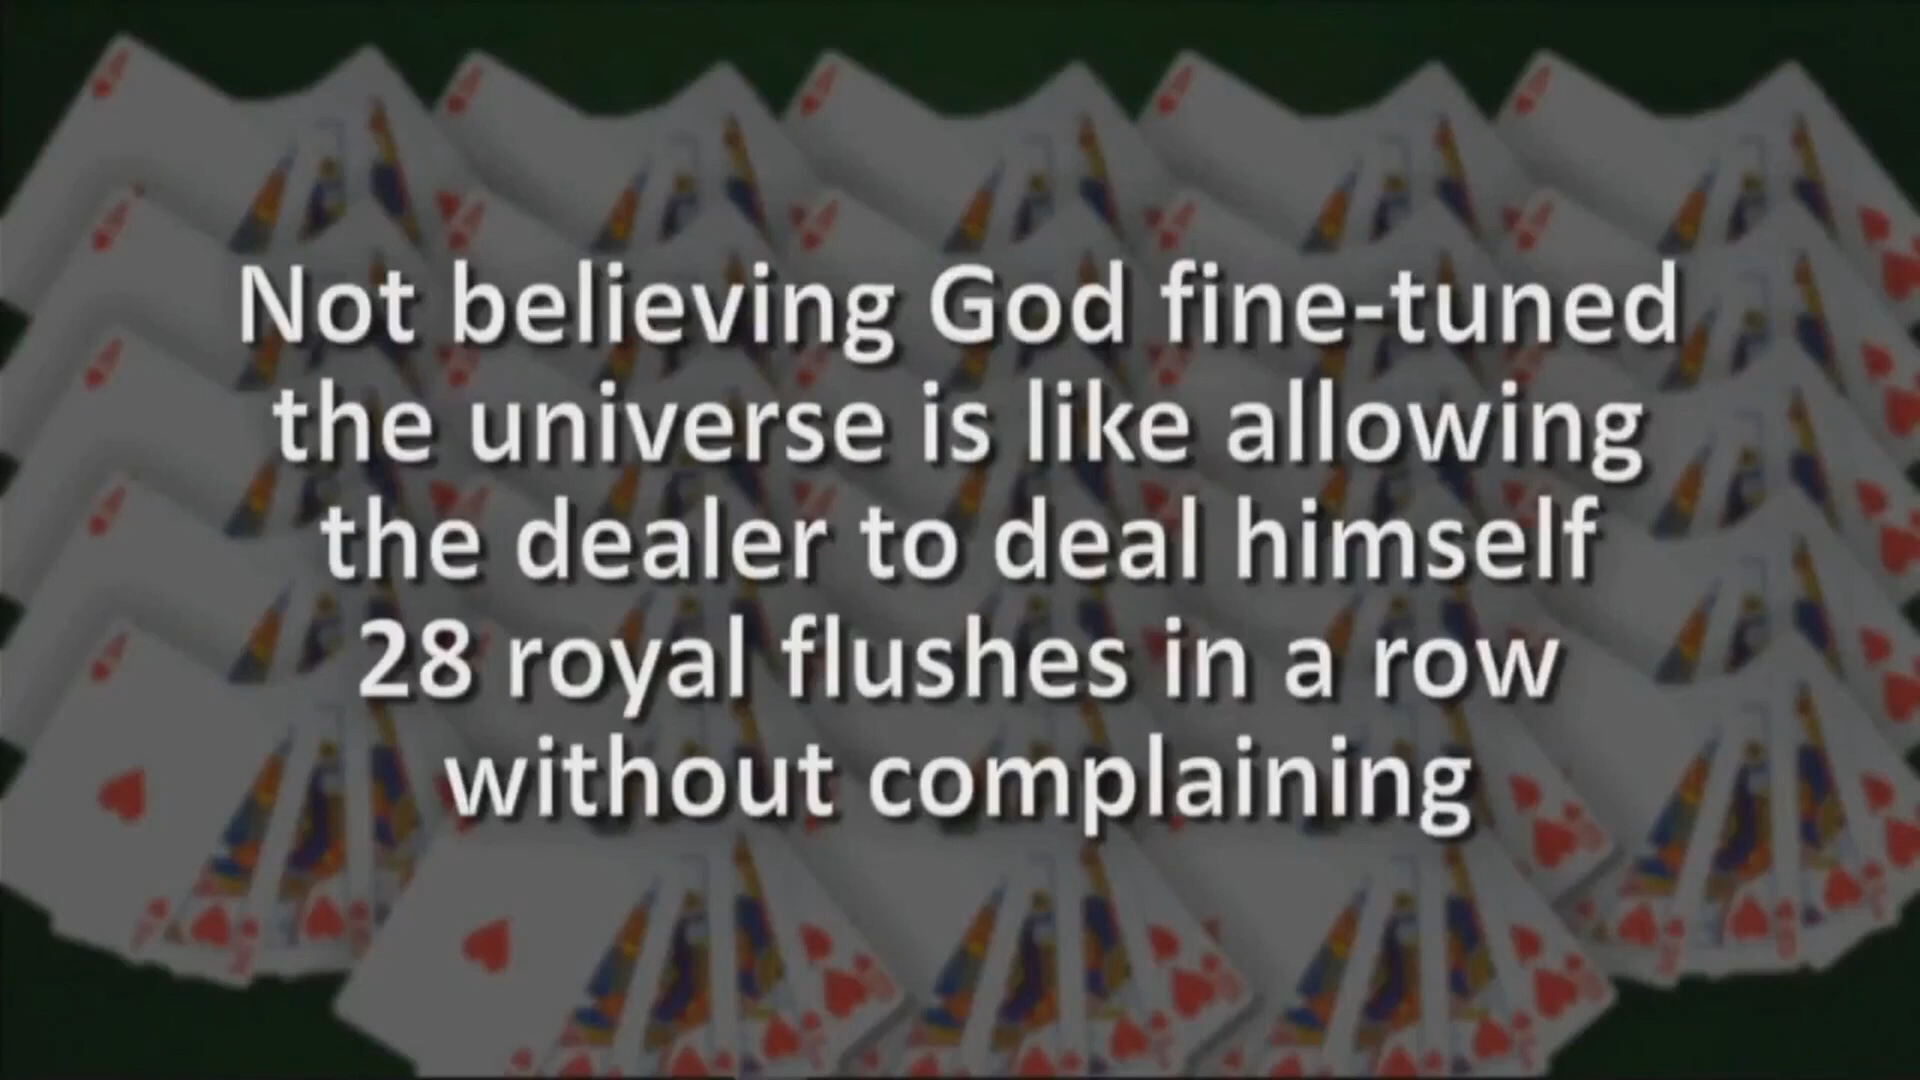 Not believing God fine-tuned
the universe is like allowing
the dealer to deal himself
28 royal flushes in a row
without complaining